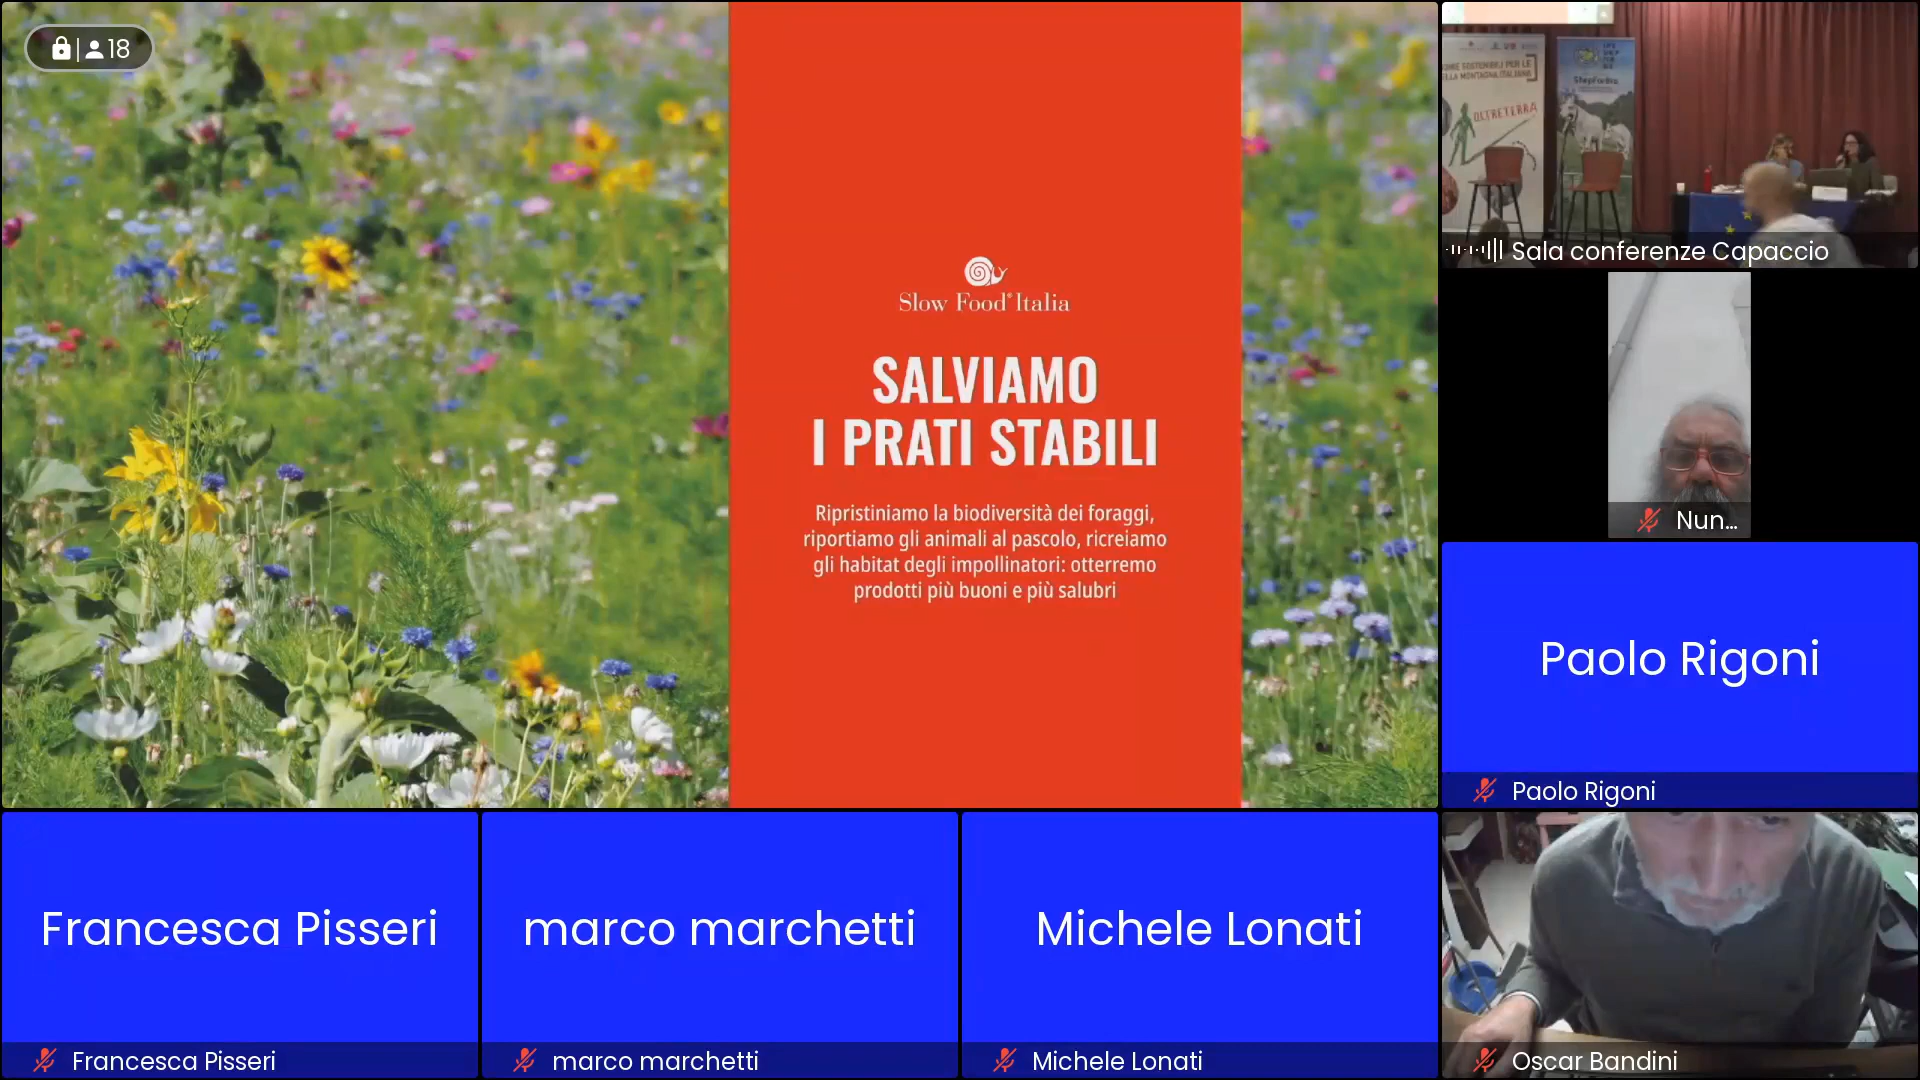 18
Slow Food® Italia
SALVIAMO
I PRATI STABILI
Ripristiniamo la biodiversità dei foraggi,
riportiamo gli animali al pascolo, ricreiamo
gli habitat degli impollinatori: otterremo
prodotti più buoni e più salubri
OLTRETERRA
Sala conferenze Capaccio
Nun...
Paolo Rigoni
Paolo Rigoni
Francesca Pisseri
Francesca Pisseri
marco marchetti
marco marchetti
Michele Lonati
Michele Lonati
Oscar Bandini